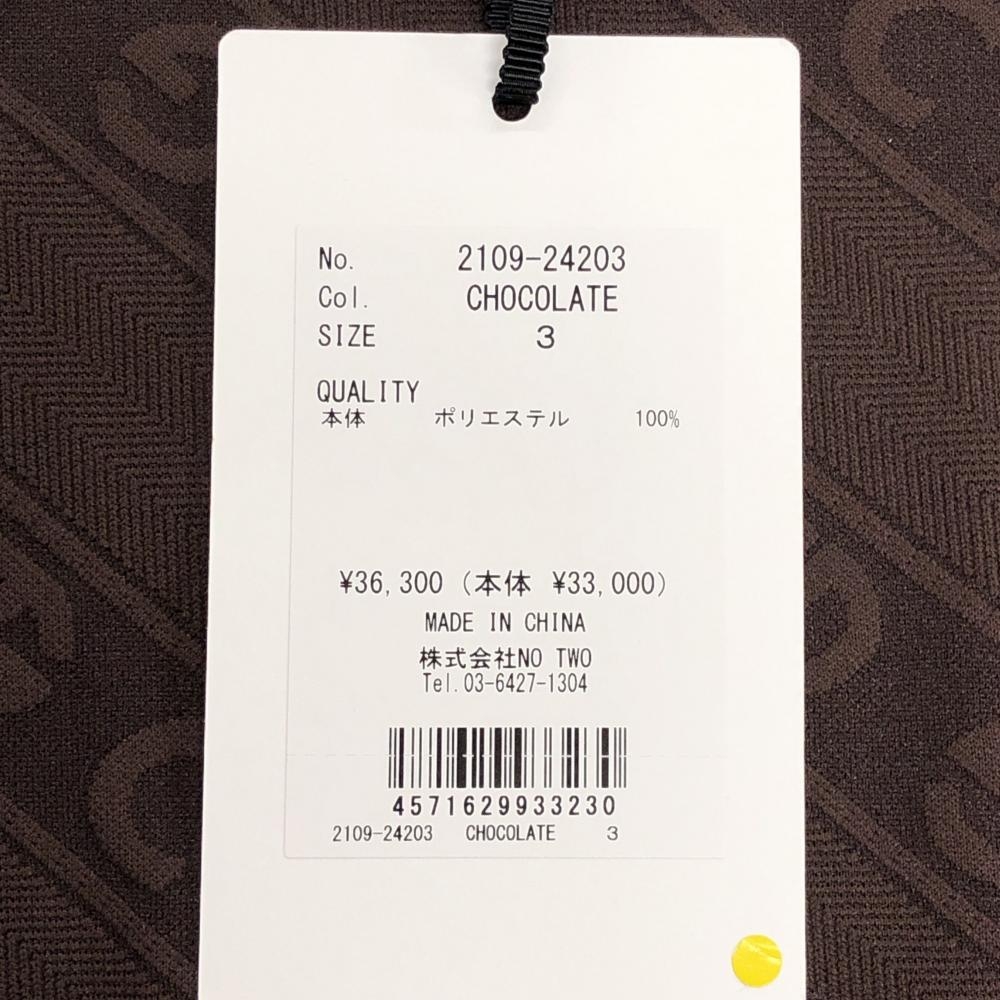 No. 2109-24203
Col. CHOCOLATE
SIZE 3
QUALITY
本体 ポリエステル 100%
¥36,300 (本体 ¥33,000)
MADE IN CHINA
株式会社NO TWO
Tel.03-6427-1304
4571629933230
2109-24203 CHOCOLATE 3